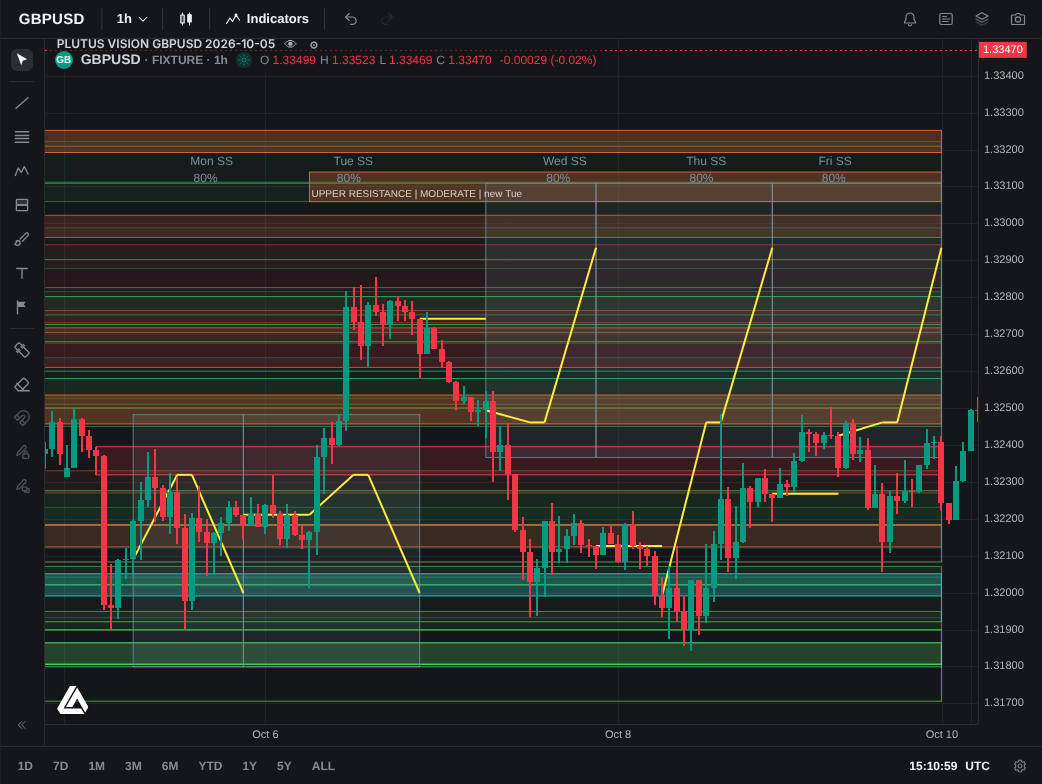 GBPUSD 1h Indicators
PLUTUS VISION GBPUSD 2026-10-05
GB GBPUSD · FIXTURE · 1h O 1.33499 H 1.33523 L 1.33469 C 1.33470 -0.00029 (-0.02%)
1.33470
1.33400
1.33300
1.33200
Mon SS Tue SS Wed SS Thu SS Fri SS
80% 80% 80% 80% 80%
1.33100
UPPER RESISTANCE | MODERATE | new Tue
1.33000
1.32900
1.32800
1.32700
1.32600
1.32500
1.32400
1.32300
1.32200
1.32100
1.32000
1.31900
1.31800
1.31700
Oct 6 Oct 8 Oct 10
1D 7D 1M 3M 6M YTD 1Y 5Y ALL 15:10:59 UTC